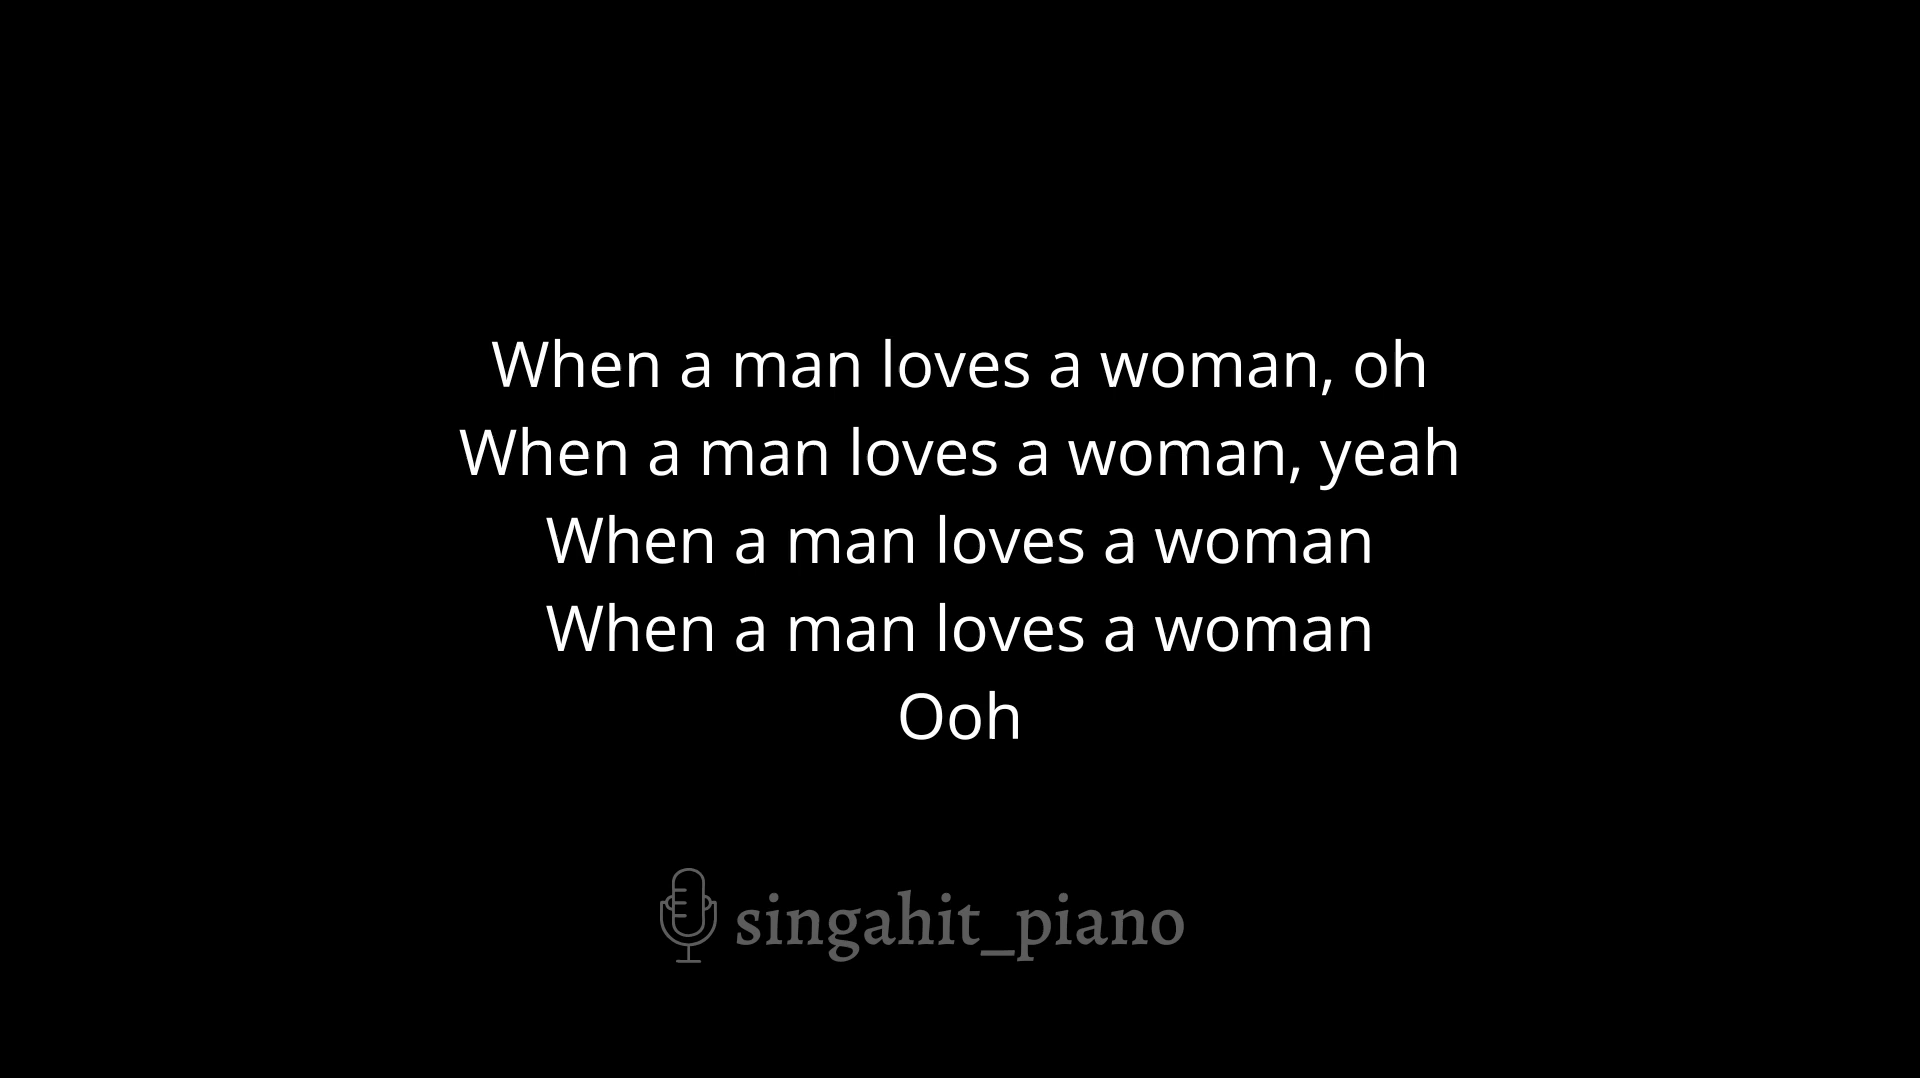 When a man loves a woman, oh
When a man loves a woman, yeah
When a man loves a woman
When a man loves a woman
Ooh
singahit_piano